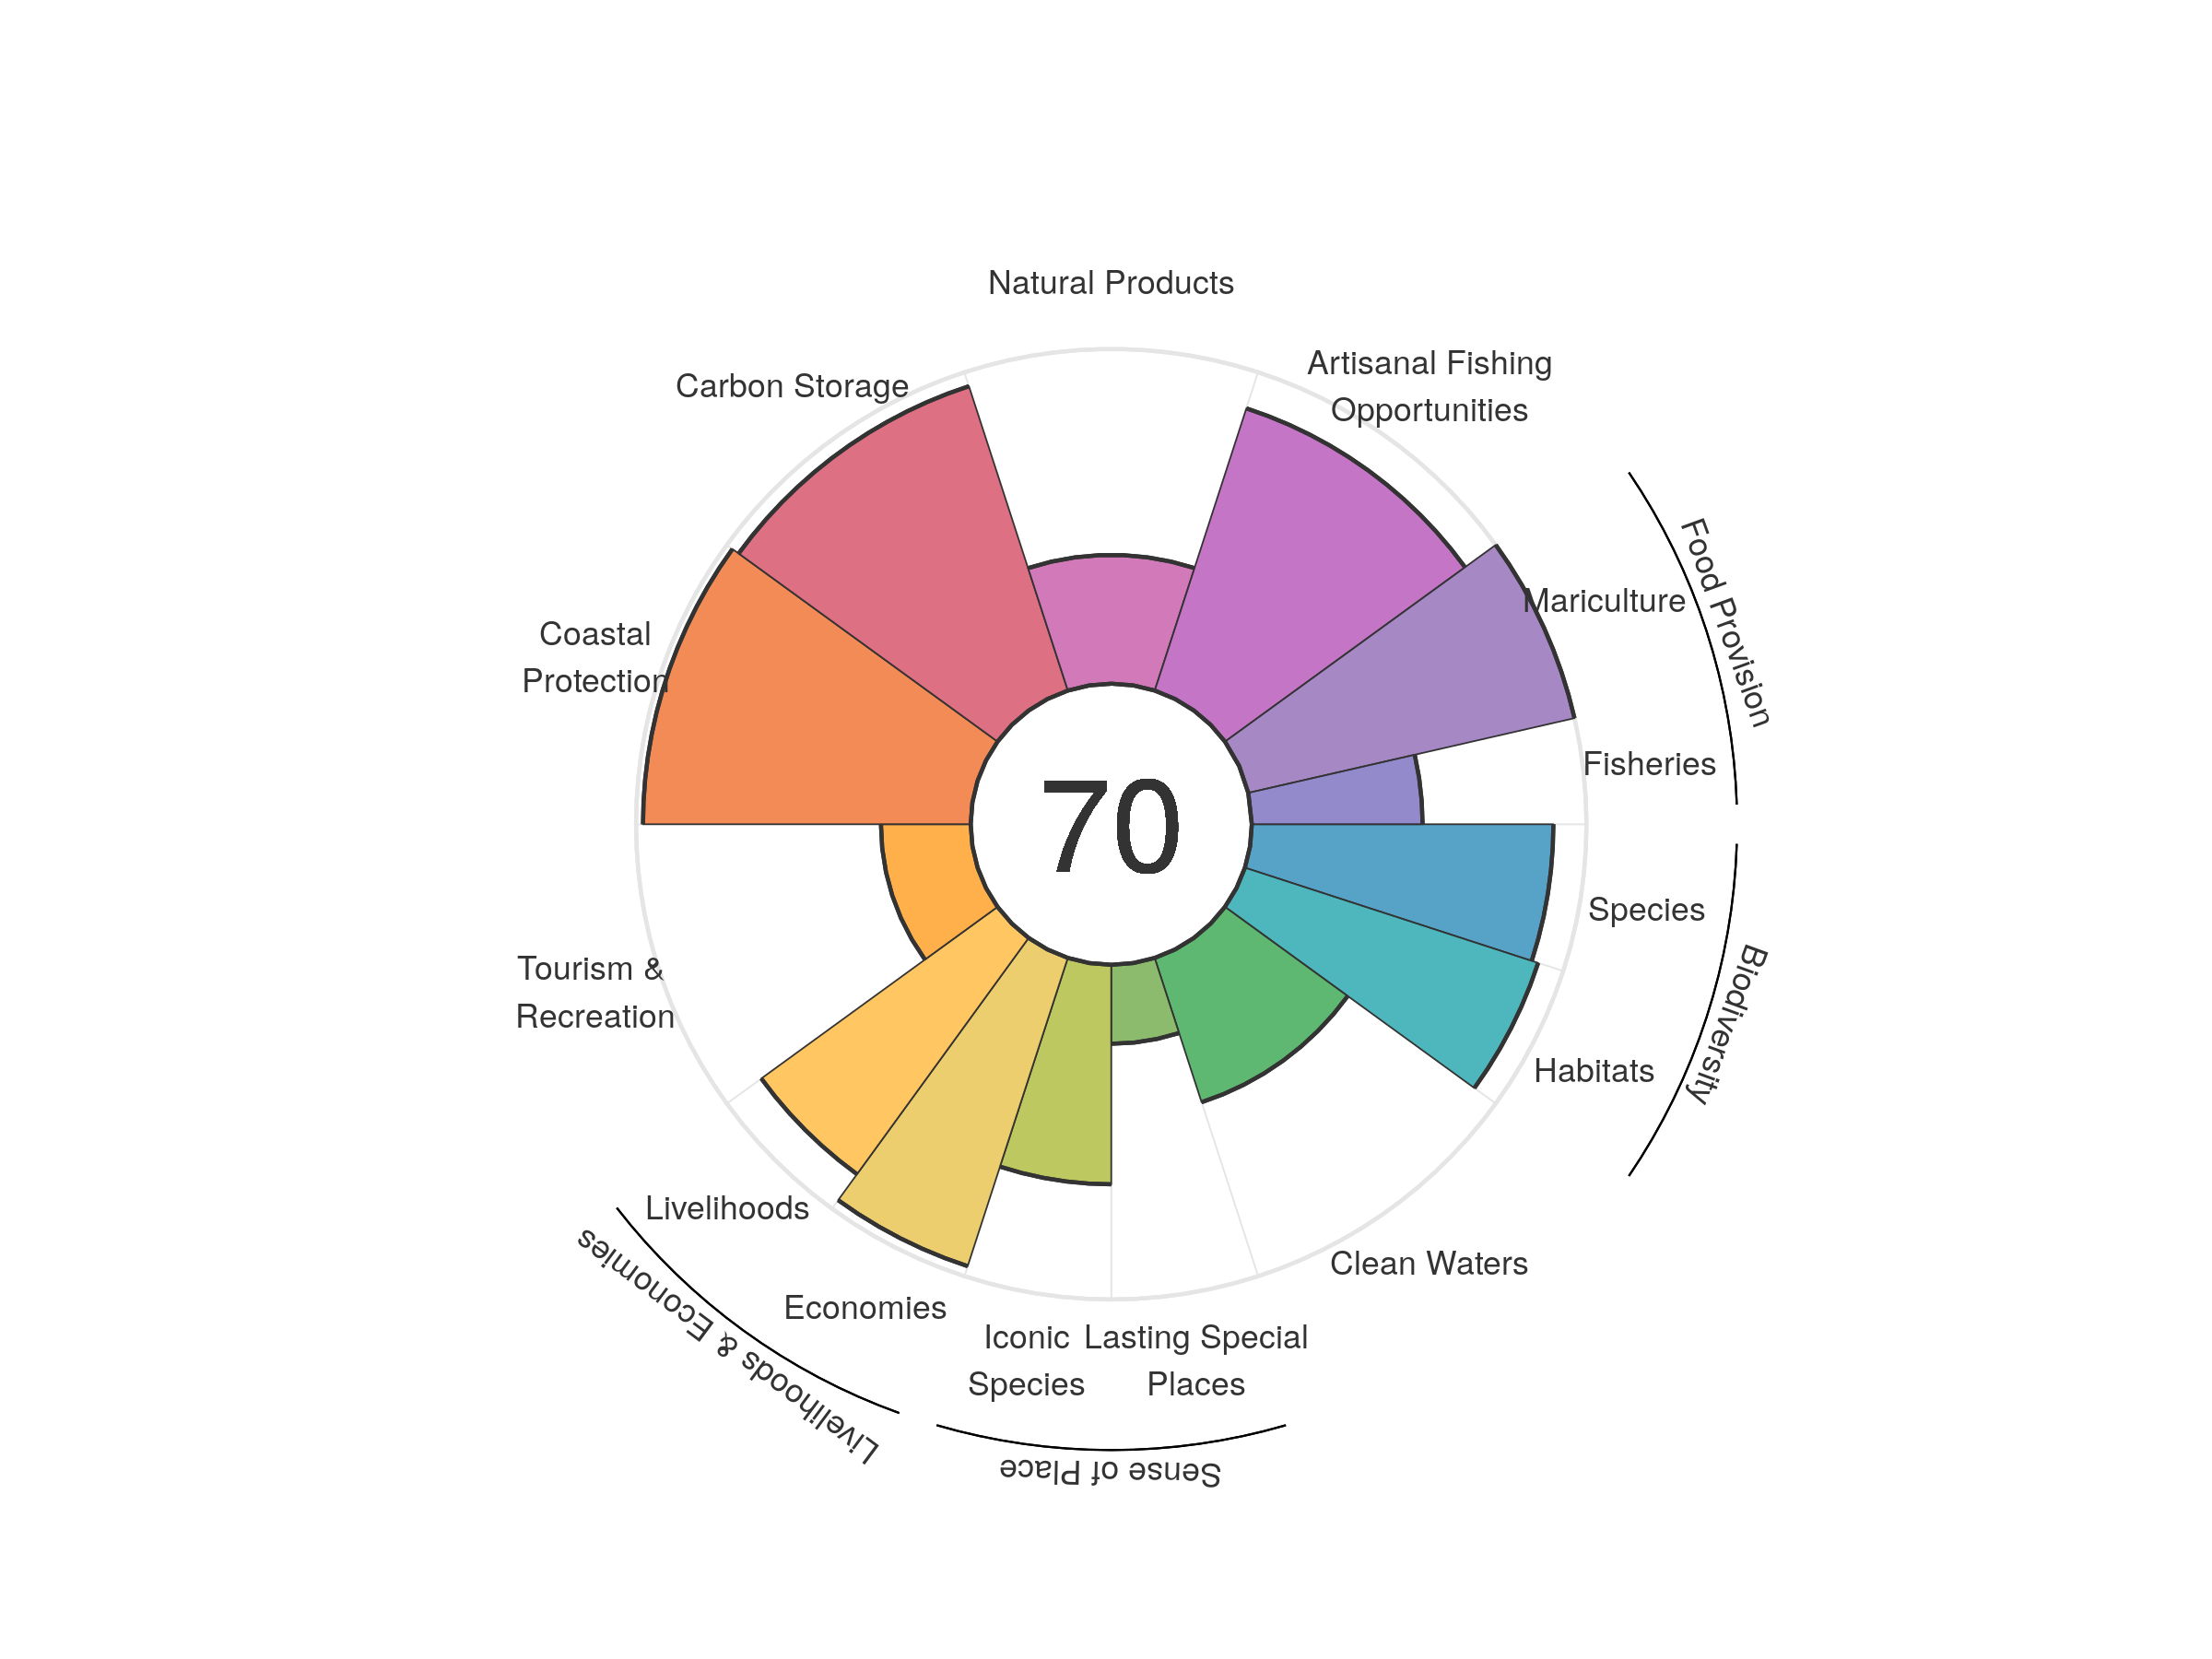 Natural Products
Artisanal Fishing
Opportunities
Carbon Storage
Food Provision
Mariculture
Coastal
Protection
Fisheries
70
Species
Biodiversity
Tourism &
Recreation
Habitats
Livelihoods
Clean Waters
Livelihoods & Economies
Economies
Iconic
Species
Lasting Special
Places
Sense of Place